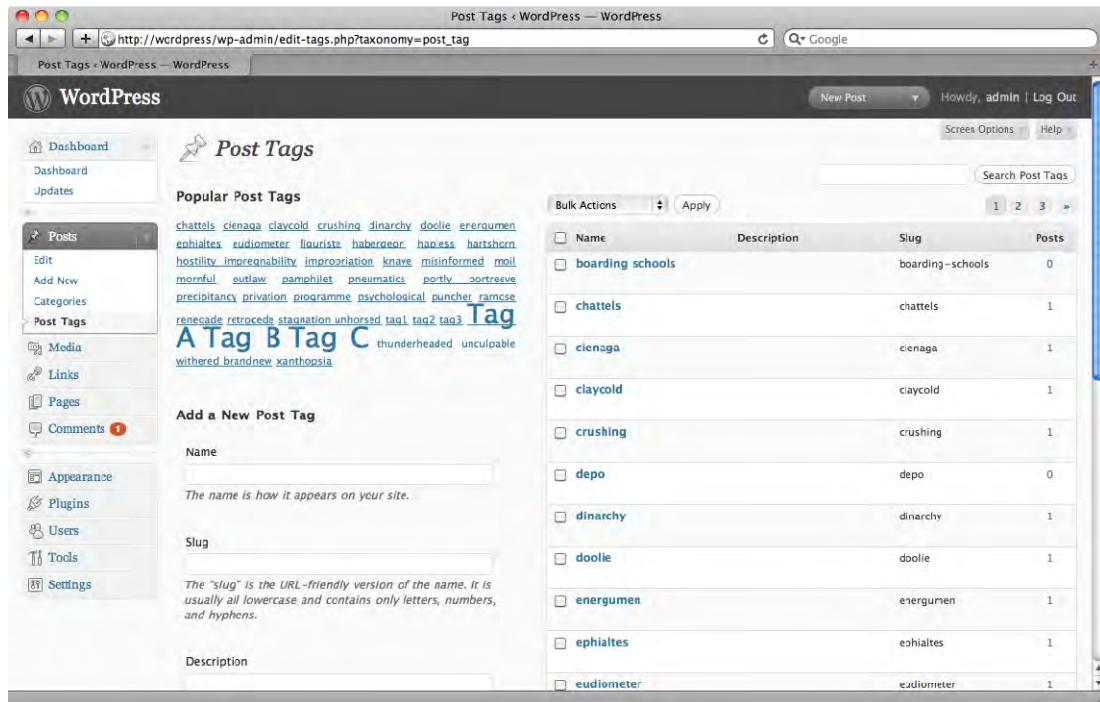 Post Tags ‹ WordPress — WordPress
http://wordpress/wp-admin/edit-tags.php?taxonomy=post_tag
Google
Post Tags ‹ WordPress — WordPress
WordPress
New Post
Howdy, admin | Log Out
Screen Options
Help
Dashboard
Dashboard
Updates
Posts
Edit
Add New
Categories
Post Tags
Media
Links
Pages
Comments 1
Appearance
Plugins
Users
Tools
Settings
Post Tags
Popular Post Tags
chattels cienaga claycold crushing dinarchy doolie energumen
ephialtes eudiometer figuriste habergeon hapless hartshorn
hostility impregnability impropriation knave misinformed moil
mornful outlaw pamphilet pneumatics portly portreeve
precipitancy privation programme psychological puncher ramose
renegade retrocede stagnation unhorsed tag1 tag2 tag3 Tag
A Tag B Tag C thunderheaded unculpable
withered brandnew xanthopsia
Add a New Post Tag
Name
The name is how it appears on your site.
Slug
The "slug" is the URL-friendly version of the name. It is
usually all lowercase and contains only letters, numbers,
and hyphens.
Description
Search Post Tags
Bulk Actions Apply 1 2 3 »
Name Description Slug Posts
boarding schools boarding-schools 0
chattels chattels 1
cienaga cienaga 1
claycold claycold 1
crushing crushing 1
depo depo 0
dinarchy dinarchy 1
doolie doolie 1
energumen energumen 1
ephialtes ephialtes 1
eudiometer eudiometer 1